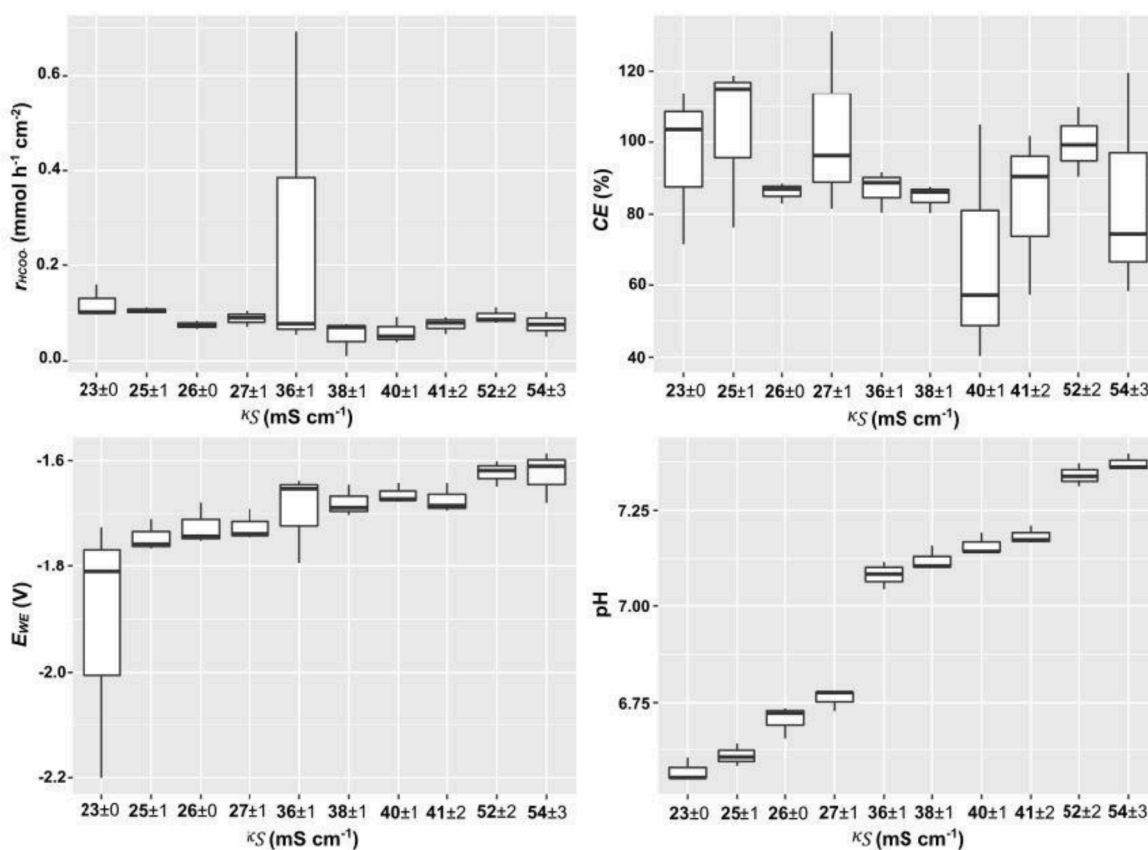 r_HCOO- (mmol h⁻¹ cm⁻²)
0.6
0.4
0.2
0.0
23±0 25±1 26±0 27±1 36±1 38±1 40±1 41±2 52±2 54±3
κS (mS cm⁻¹)
CE (%)
120
100
80
60
40
23±0 25±1 26±0 27±1 36±1 38±1 40±1 41±2 52±2 54±3
κS (mS cm⁻¹)
E_WE (V)
-1.6
-1.8
-2.0
-2.2
23±0 25±1 26±0 27±1 36±1 38±1 40±1 41±2 52±2 54±3
κS (mS cm⁻¹)
pH
7.25
7.00
6.75
23±0 25±1 26±0 27±1 36±1 38±1 40±1 41±2 52±2 54±3
κS (mS cm⁻¹)